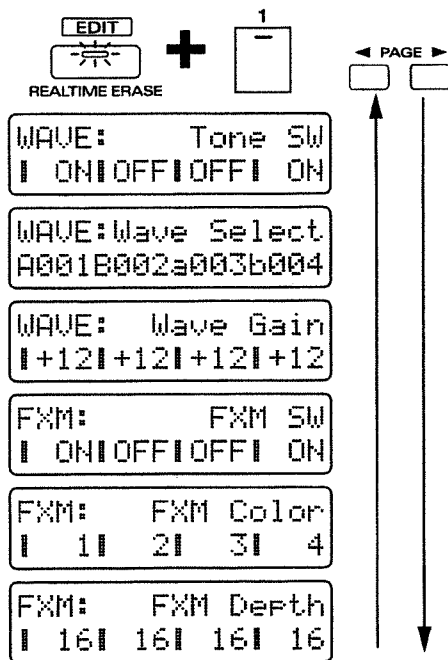 EDIT
1
REALTIME ERASE
◄ PAGE ►
WAVE: Tone SW
▮ ON▮OFF▮OFF▮ ON
WAVE:Wave Select
A001B002a003b004
WAVE: Wave Gain
▮+12▮+12▮+12▮+12
FXM: FXM SW
▮ ON▮OFF▮OFF▮ ON
FXM: FXM Color
▮ 1▮ 2▮ 3▮ 4
FXM: FXM Depth
▮ 16▮ 16▮ 16▮ 16